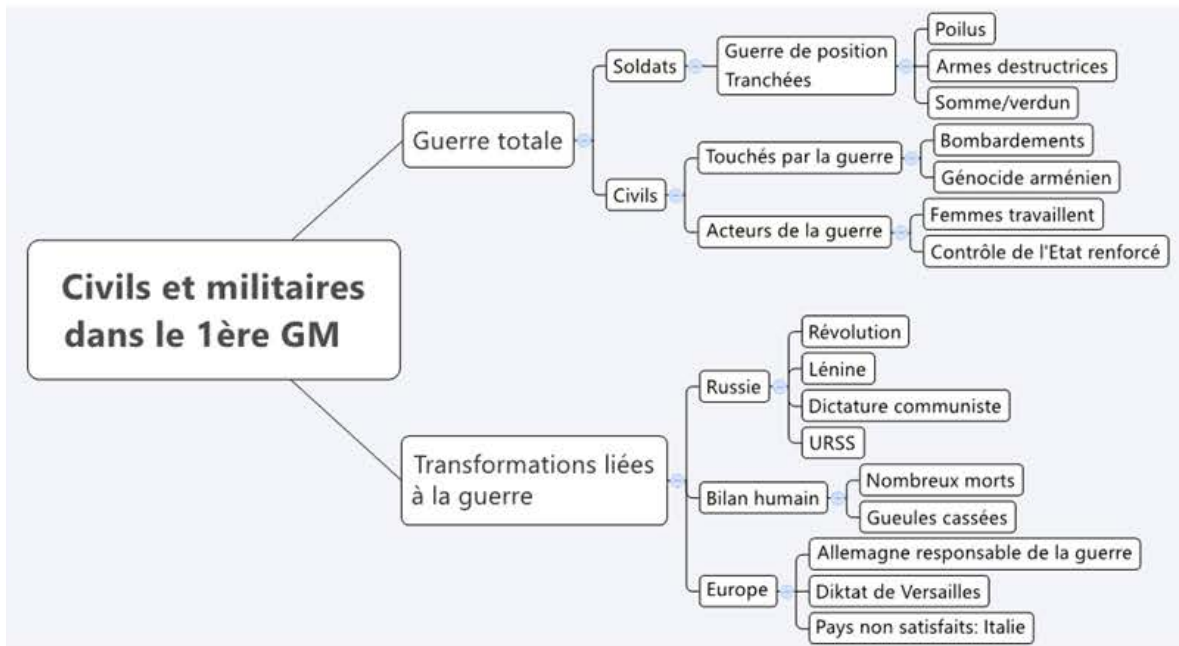 Civils et militaires
dans le 1ère GM
Guerre totale
Soldats
Guerre de position
Tranchées
Poilus
Armes destructrices
Somme/verdun
Civils
Touchés par la guerre
Bombardements
Génocide arménien
Acteurs de la guerre
Femmes travaillent
Contrôle de l'Etat renforcé
Transformations liées
à la guerre
Russie
Révolution
Lénine
Dictature communiste
URSS
Bilan humain
Nombreux morts
Gueules cassées
Europe
Allemagne responsable de la guerre
Diktat de Versailles
Pays non satisfaits: Italie